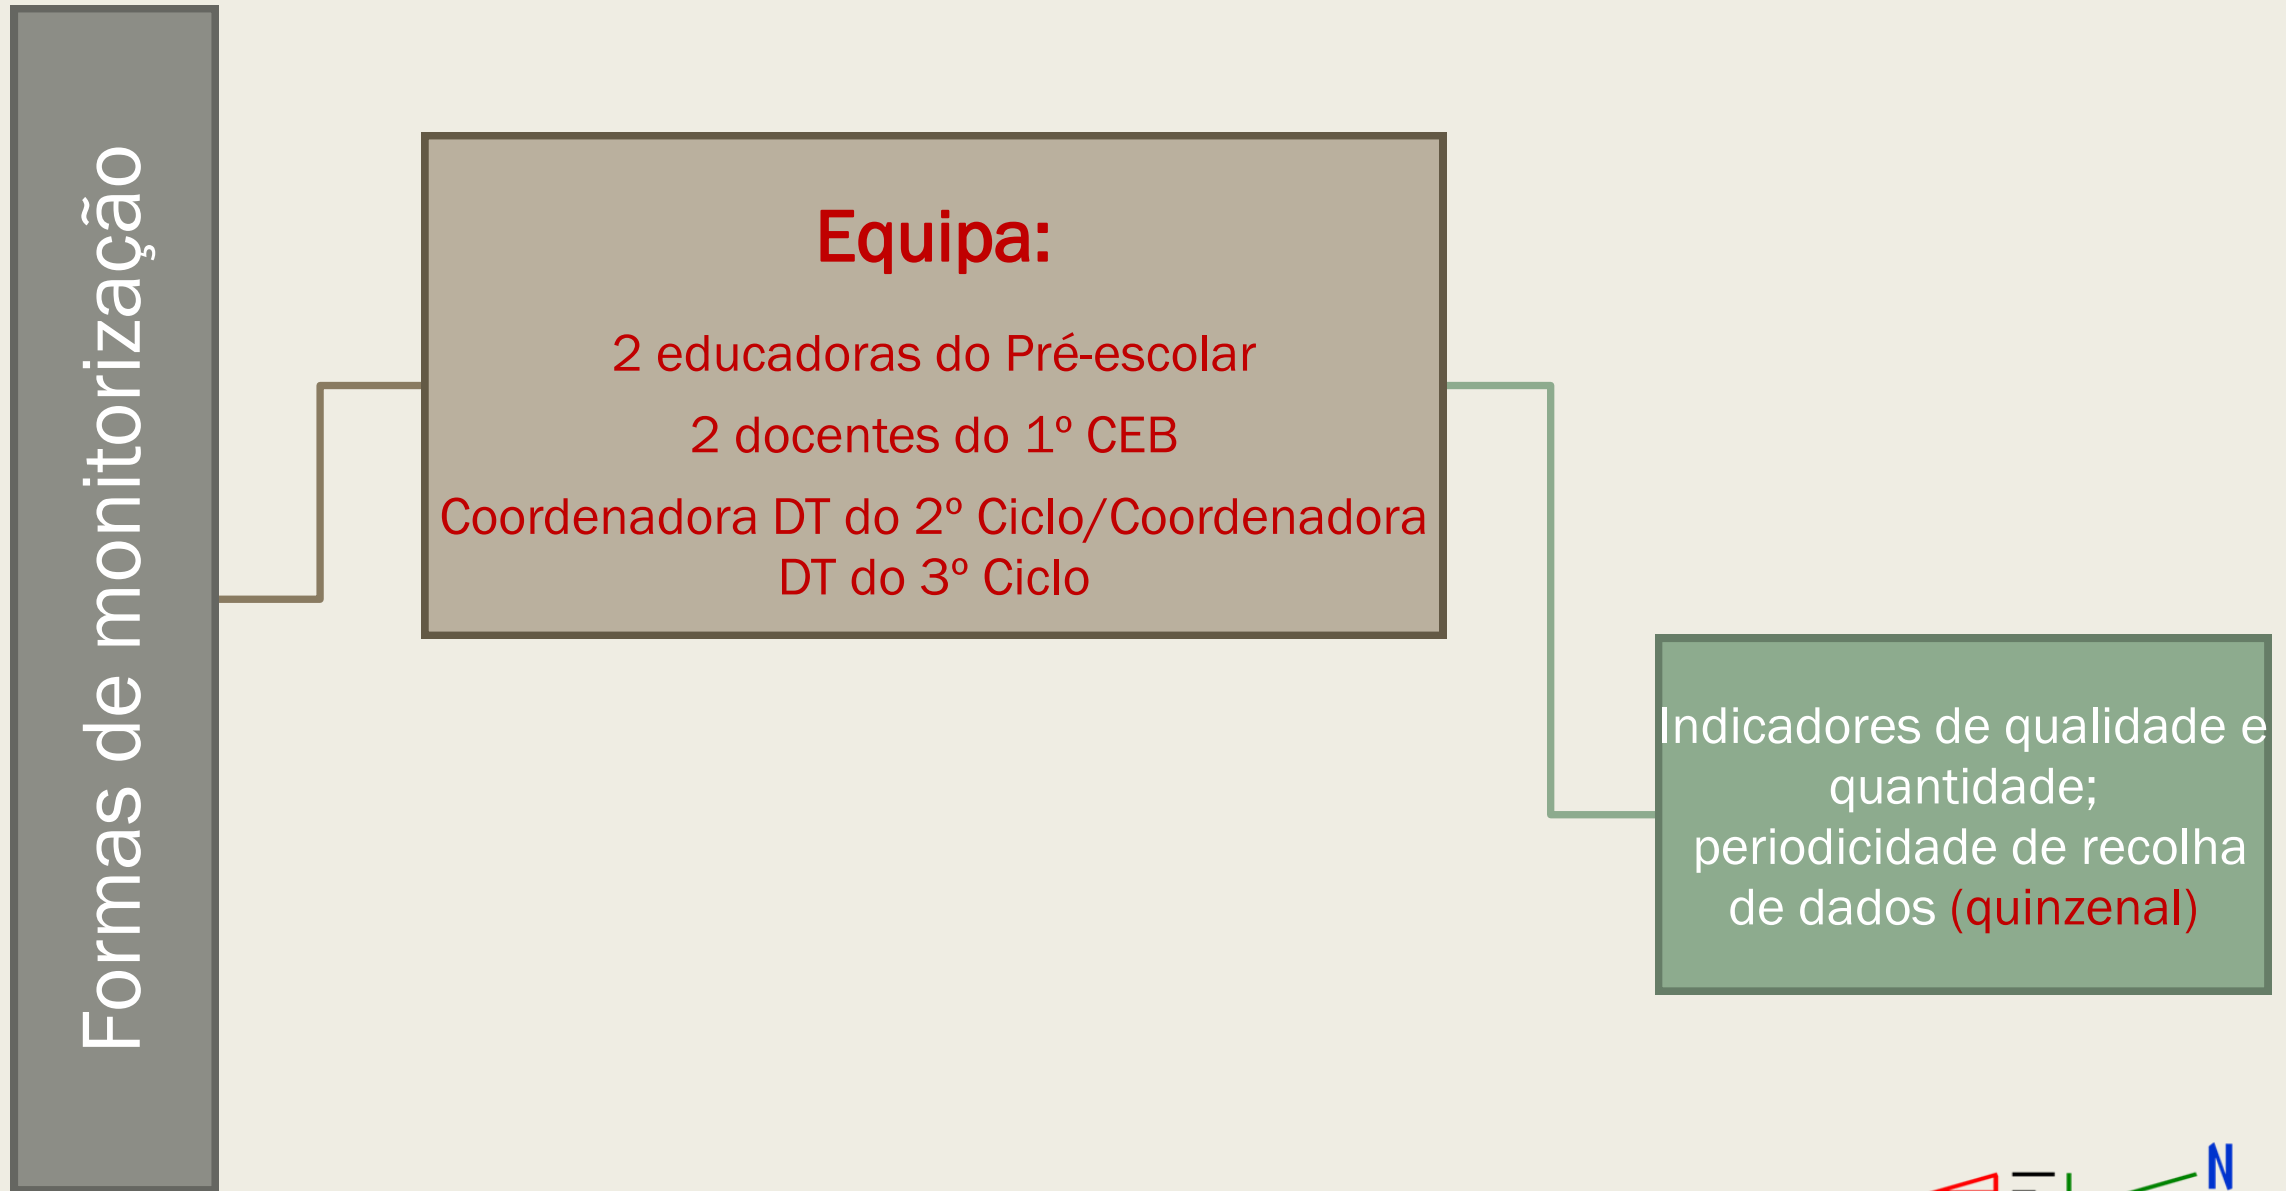 Formas de monitorização
Equipa:
2 educadoras do Pré-escolar
2 docentes do 1º CEB
Coordenadora DT do 2º Ciclo/Coordenadora
DT do 3º Ciclo
Indicadores de qualidade e
quantidade;
periodicidade de recolha
de dados (quinzenal)
N